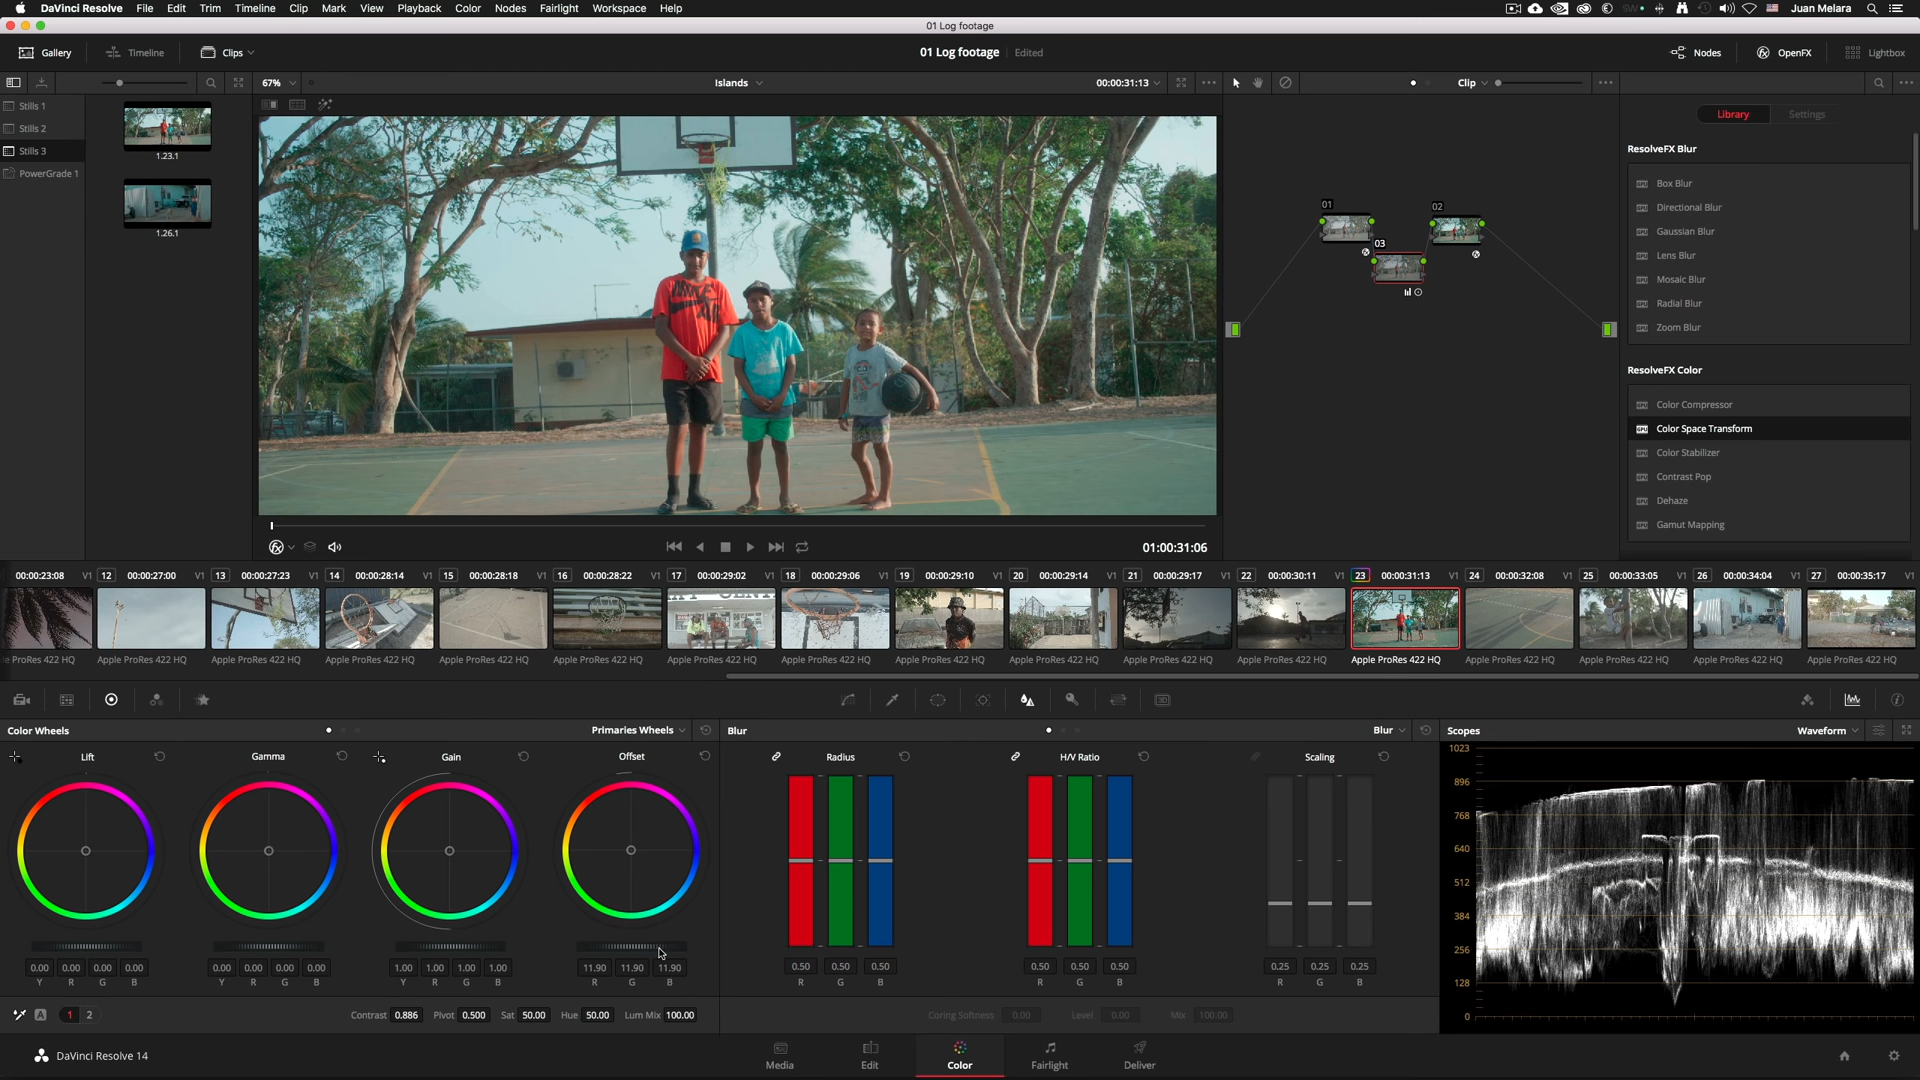 DaVinci Resolve File Edit Trim Timeline Clip Mark View Playback Color Nodes Fairlight Workspace Help Juan Melara
01 Log footage
Gallery Timeline Clips 01 Log footage Edited Nodes OpenFX Lightbox
67% Islands 00:00:31:13 Clip
Stills 1
Stills 2
Stills 3
PowerGrade 1
1.23.1
1.26.1
01
02
03
Library Settings
ResolveFX Blur
Box Blur
Directional Blur
Gaussian Blur
Lens Blur
Mosaic Blur
Radial Blur
Zoom Blur
ResolveFX Color
Color Compressor
Color Space Transform
Color Stabilizer
Contrast Pop
Dehaze
Gamut Mapping
01:00:31:06
00:00:23:08 V1 12 00:00:27:00 V1 13 00:00:27:23 V1 14 00:00:28:14 V1 15 00:00:28:18 V1 16 00:00:28:22 V1 17 00:00:29:02 V1 18 00:00:29:06 V1 19 00:00:29:10 V1 20 00:00:29:14 V1 21 00:00:29:17 V1 22 00:00:30:11 V1 23 00:00:31:13 V1 24 00:00:32:08 V1 25 00:00:33:05 V1 26 00:00:34:04 V1 27 00:00:35:17 V1
e ProRes 422 HQ Apple ProRes 422 HQ Apple ProRes 422 HQ Apple ProRes 422 HQ Apple ProRes 422 HQ Apple ProRes 422 HQ Apple ProRes 422 HQ Apple ProRes 422 HQ Apple ProRes 422 HQ Apple ProRes 422 HQ Apple ProRes 422 HQ Apple ProRes 422 HQ Apple ProRes 422 HQ Apple ProRes 422 HQ Apple ProRes 422 HQ Apple ProRes 422 HQ Apple ProRes 422 HQ
Color Wheels Primaries Wheels Blur Blur Scopes Waveform
Lift Gamma Gain Offset Radius H/V Ratio Scaling
1023
896
768
640
512
384
256
128
0
0.00 0.00 0.00 0.00 0.00 0.00 0.00 0.00 1.00 1.00 1.00 1.00 11.90 11.90 11.90 0.50 0.50 0.50 0.50 0.50 0.50 0.25 0.25 0.25
Y R G B Y R G B Y R G B R G B R G B R G B R G B
A 1 2 Contrast 0.886 Pivot 0.500 Sat 50.00 Hue 50.00 Lum Mix 100.00 Coring Softness 0.00 Level 0.00 Mix 100.00
DaVinci Resolve 14 Media Edit Color Fairlight Deliver